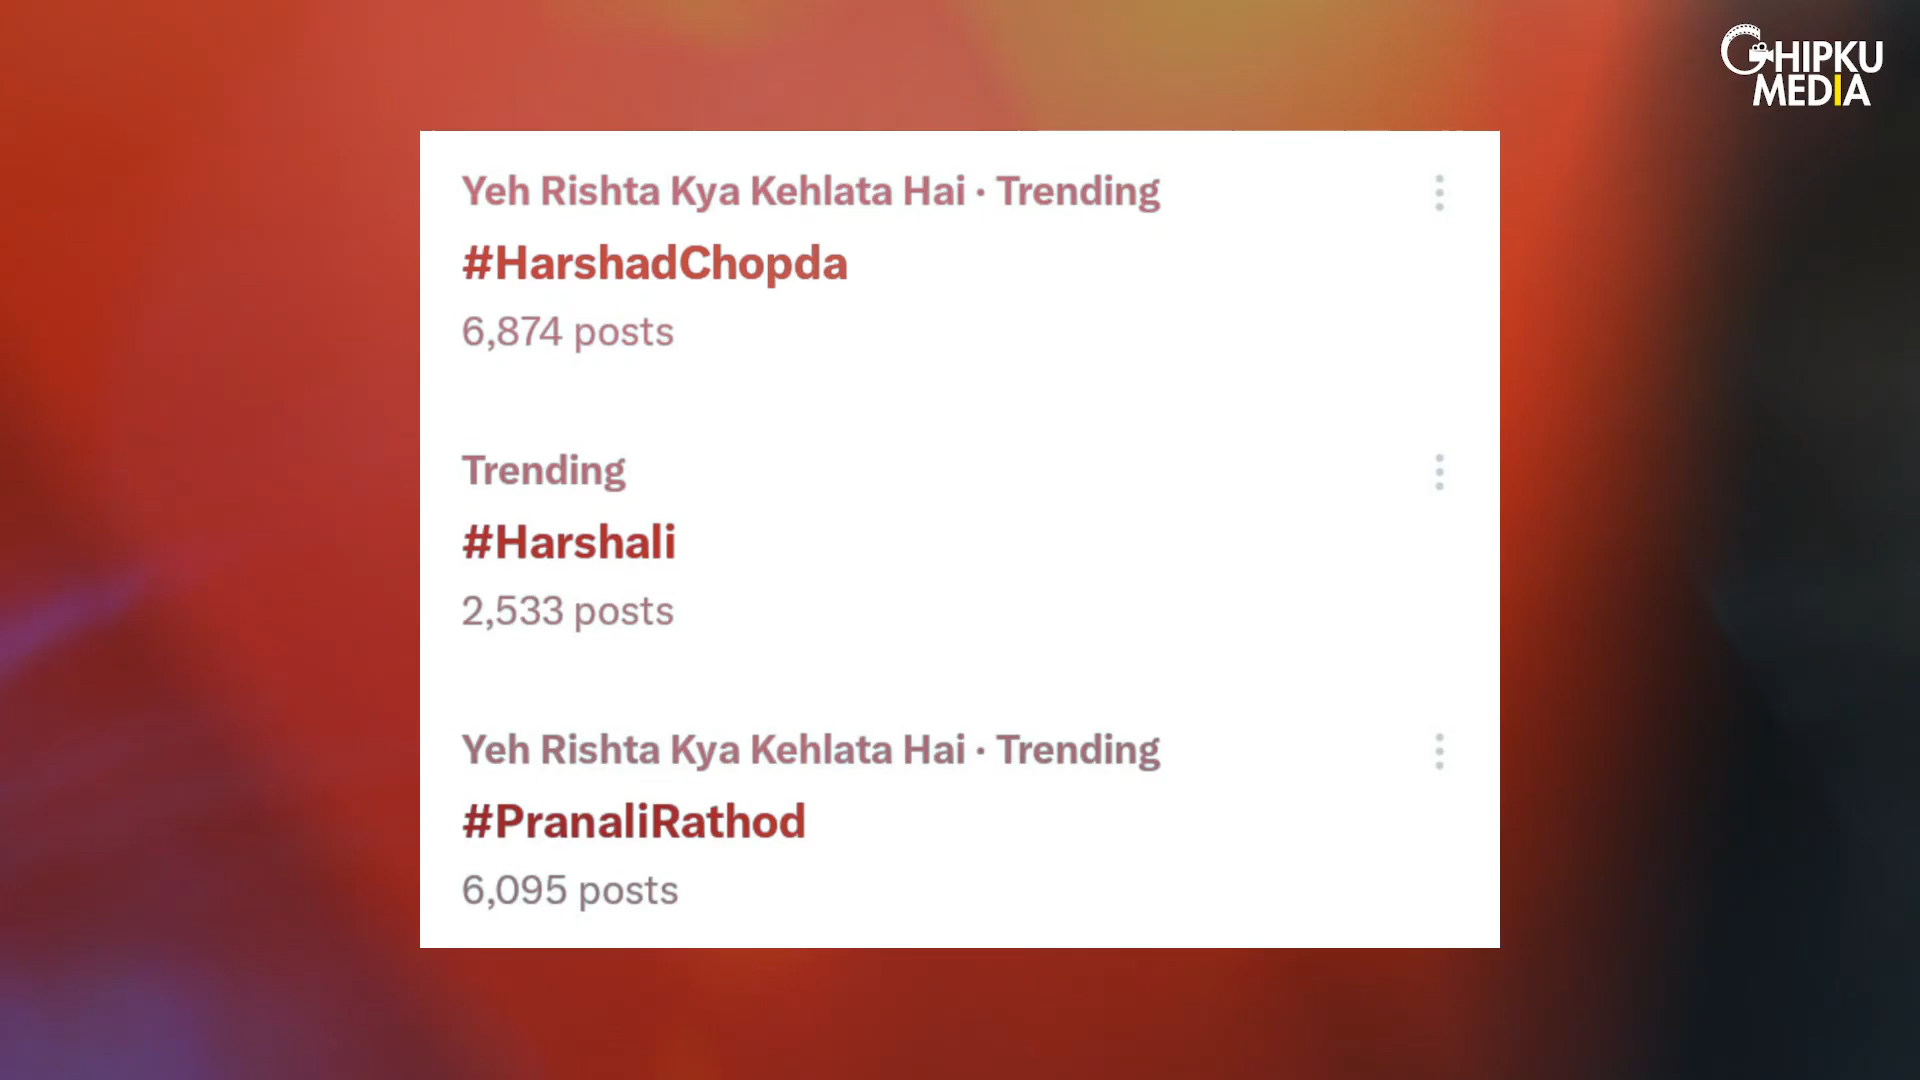 CHIPKU
MEDIA
Yeh Rishta Kya Kehlata Hai · Trending
#HarshadChopda
6,874 posts
Trending
#Harshali
2,533 posts
Yeh Rishta Kya Kehlata Hai · Trending
#PranaliRathod
6,095 posts